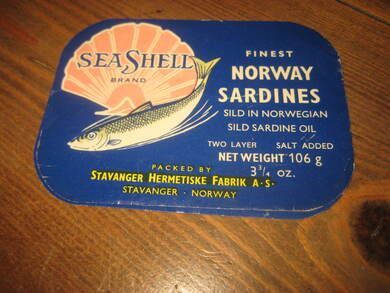 SEASHELL
BRAND
FINEST
NORWAY
SARDINES
SILD IN NORWEGIAN
SILD SARDINE OIL
TWO LAYER SALT ADDED
NET WEIGHT 106 g
3 3/4 OZ.
PACKED BY
STAVANGER HERMETISKE FABRIK A·S·
STAVANGER · NORWAY